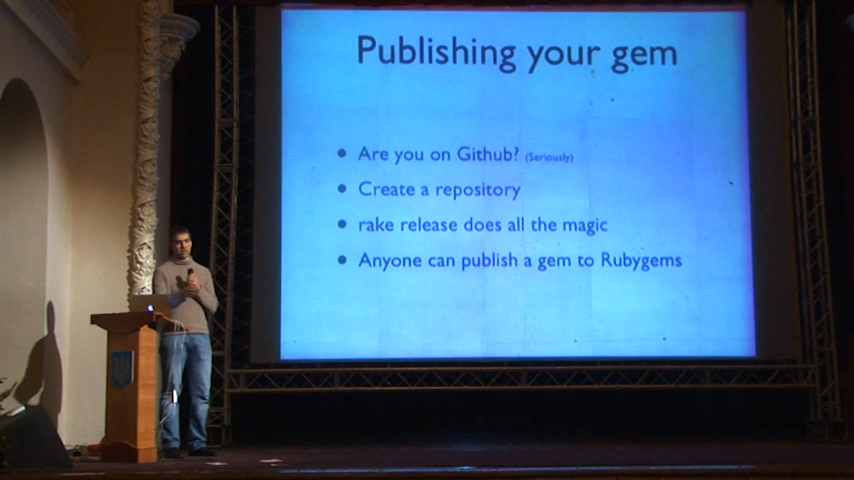 Publishing your gem
Are you on Github? (Seriously)
Create a repository
rake release does all the magic
Anyone can publish a gem to Rubygems